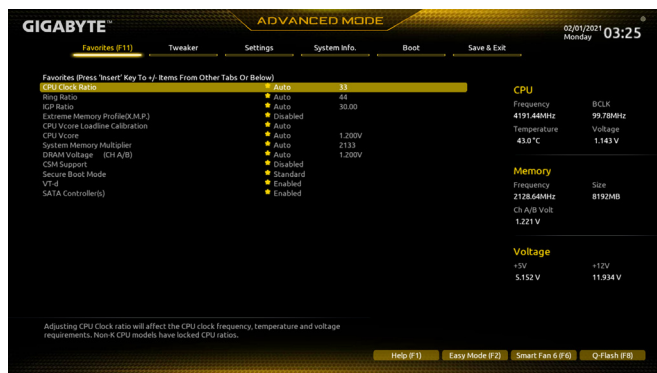 GIGABYTE™
ADVANCED MODE
02/01/2021
Monday
03:25
Favorites (F11) Tweaker Settings System Info. Boot Save & Exit
Favorites (Press 'Insert' Key To +/- Items From Other Tabs Or Below)
CPU Clock Ratio Auto 33
Ring Ratio Auto 44
IGP Ratio Auto 30.00
Extreme Memory Profile(X.M.P.) Disabled
CPU Vcore Loadline Calibration Auto
CPU Vcore Auto 1.200V
System Memory Multiplier Auto 2133
DRAM Voltage (CH A/B) Auto 1.200V
CSM Support Disabled
Secure Boot Mode Standard
VT-d Enabled
SATA Controller(s) Enabled
CPU
Frequency BCLK
4191.44MHz 99.78MHz
Temperature Voltage
43.0 °C 1.143 V
Memory
Frequency Size
2128.64MHz 8192MB
Ch A/B Volt
1.221 V
Voltage
+5V +12V
5.152 V 11.934 V
Adjusting CPU Clock ratio will affect the CPU clock frequency, temperature and voltage
requirements. Non-K CPU models have locked CPU ratios.
Help (F1) Easy Mode (F2) Smart Fan 6 (F6) Q-Flash (F8)